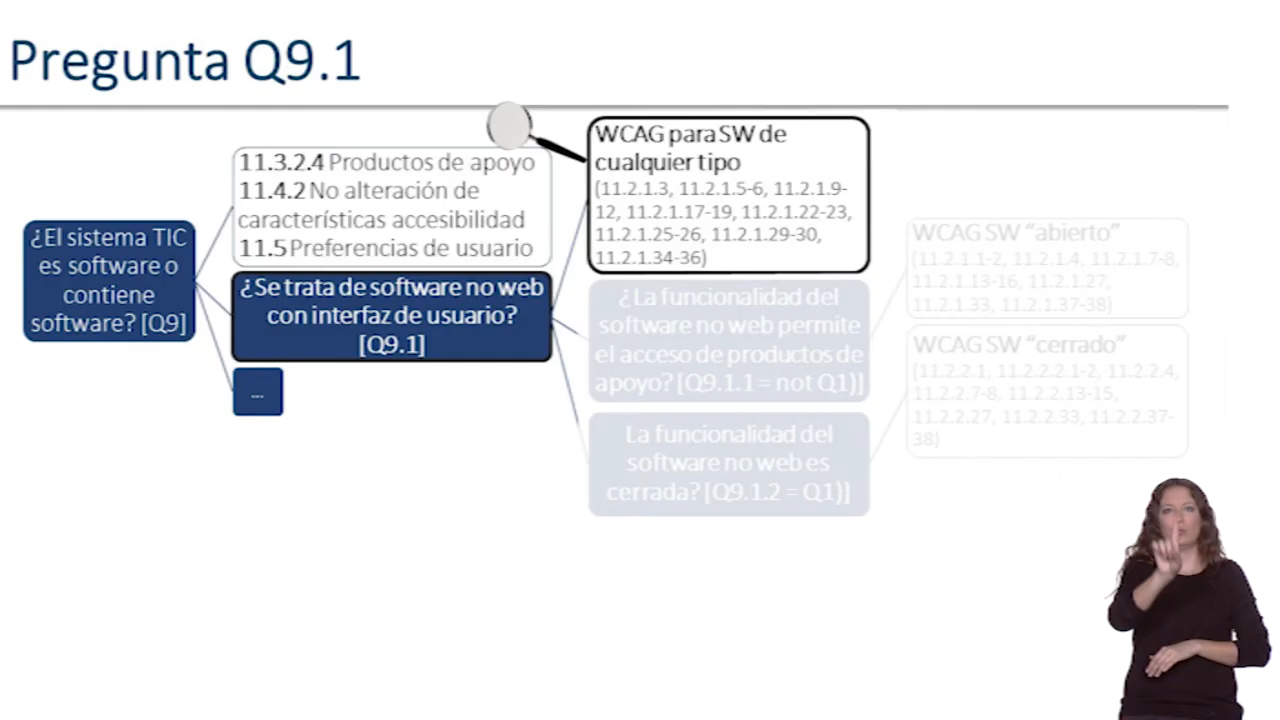 Pregunta Q9.1
¿El sistema TIC
es software o
contiene
software? [Q9]
11.3.2.4 Productos de apoyo
11.4.2 No alteración de
características accesibilidad
11.5 Preferencias de usuario
¿Se trata de software no web
con interfaz de usuario?
[Q9.1]
...
WCAG para SW de
cualquier tipo
(11.2.1.3, 11.2.1.5-6, 11.2.1.9-
12, 11.2.1.17-19, 11.2.1.22-23,
11.2.1.25-26, 11.2.1.29-30,
11.2.1.34-36)
¿La funcionalidad del
software no web permite
el acceso de productos de
apoyo? [Q9.1.1 = not Q1)]
La funcionalidad del
software no web es
cerrada? [Q9.1.2 = Q1)]
WCAG SW “abierto”
(11.2.1.1-2, 11.2.1.4, 11.2.1.7-8,
11.2.1.13-16, 11.2.1.27,
11.2.1.33, 11.2.1.37-38)
WCAG SW “cerrado”
(11.2.2.1, 11.2.2.2.1-2, 11.2.2.4,
11.2.2.7-8, 11.2.2.13-15,
11.2.2.27, 11.2.2.33, 11.2.2.37-
38)